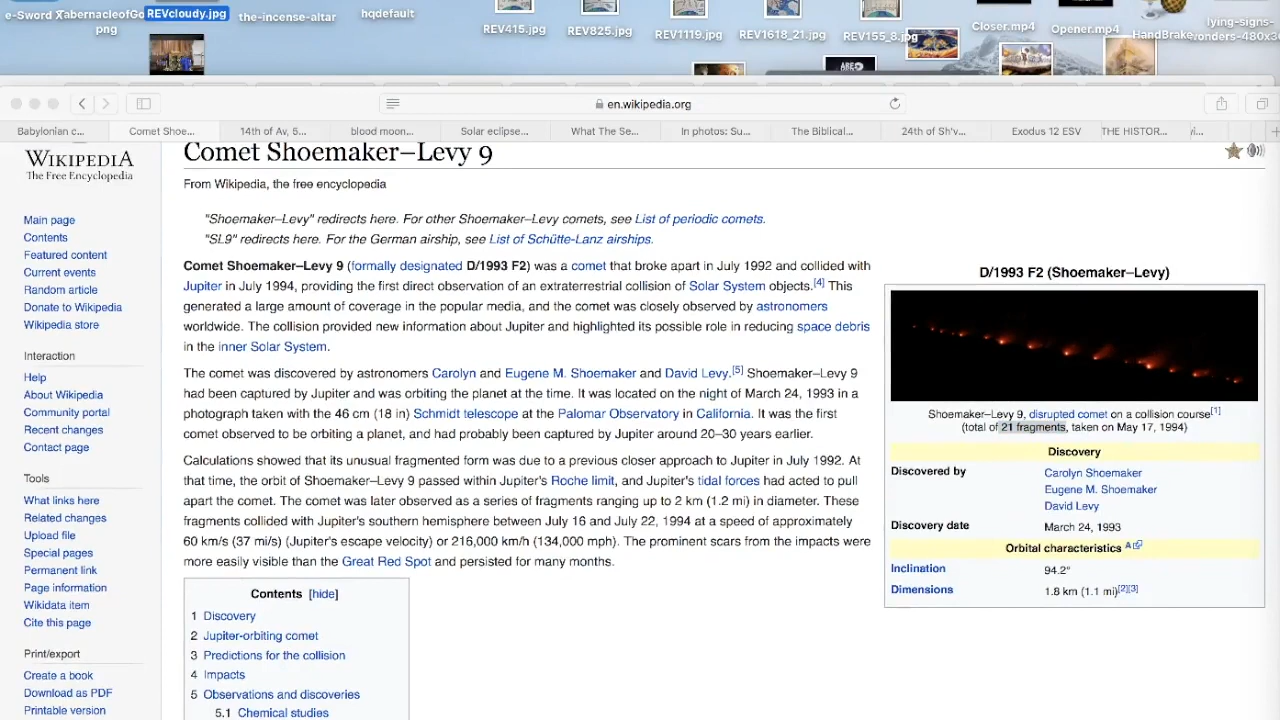 e-Sword X
TabernacleofGo
png
REVcloudy.jpg
the-incense-altar
hqdefault
REV415.jpg
REV825.jpg
REV1119.jpg
REV1618_21.jpg
REV155_8.jpg
Closer.mp4
Opener.mp4
HandBrake
lying-signs-
wonders-480x3
en.wikipedia.org
Babylonian c...
Comet Shoe...
14th of Av, 5...
blood moon...
Solar eclipse...
What The Se...
In photos: Su...
The Biblical...
24th of Sh'v...
Exodus 12 ESV
THE HISTOR...
WIKIPEDIA
The Free Encyclopedia
Main page
Contents
Featured content
Current events
Random article
Donate to Wikipedia
Wikipedia store
Interaction
Help
About Wikipedia
Community portal
Recent changes
Contact page
Tools
What links here
Related changes
Upload file
Special pages
Permanent link
Page information
Wikidata item
Cite this page
Print/export
Create a book
Download as PDF
Printable version
Comet Shoemaker–Levy 9
From Wikipedia, the free encyclopedia
"Shoemaker–Levy" redirects here. For other Shoemaker–Levy comets, see List of periodic comets.
"SL9" redirects here. For the German airship, see List of Schütte-Lanz airships.
Comet Shoemaker–Levy 9 (formally designated D/1993 F2) was a comet that broke apart in July 1992 and collided with
Jupiter in July 1994, providing the first direct observation of an extraterrestrial collision of Solar System objects.[4] This
generated a large amount of coverage in the popular media, and the comet was closely observed by astronomers
worldwide. The collision provided new information about Jupiter and highlighted its possible role in reducing space debris
in the inner Solar System.
The comet was discovered by astronomers Carolyn and Eugene M. Shoemaker and David Levy.[5] Shoemaker–Levy 9
had been captured by Jupiter and was orbiting the planet at the time. It was located on the night of March 24, 1993 in a
photograph taken with the 46 cm (18 in) Schmidt telescope at the Palomar Observatory in California. It was the first
comet observed to be orbiting a planet, and had probably been captured by Jupiter around 20–30 years earlier.
Calculations showed that its unusual fragmented form was due to a previous closer approach to Jupiter in July 1992. At
that time, the orbit of Shoemaker–Levy 9 passed within Jupiter's Roche limit, and Jupiter's tidal forces had acted to pull
apart the comet. The comet was later observed as a series of fragments ranging up to 2 km (1.2 mi) in diameter. These
fragments collided with Jupiter's southern hemisphere between July 16 and July 22, 1994 at a speed of approximately
60 km/s (37 mi/s) (Jupiter's escape velocity) or 216,000 km/h (134,000 mph). The prominent scars from the impacts were
more easily visible than the Great Red Spot and persisted for many months.
Contents [hide]
1 Discovery
2 Jupiter-orbiting comet
3 Predictions for the collision
4 Impacts
5 Observations and discoveries
5.1 Chemical studies
D/1993 F2 (Shoemaker–Levy)
Shoemaker–Levy 9, disrupted comet on a collision course[1]
(total of 21 fragments, taken on May 17, 1994)
Discovery
Discovered by Carolyn Shoemaker
Eugene M. Shoemaker
David Levy
Discovery date March 24, 1993
Orbital characteristics A
Inclination 94.2°
Dimensions 1.8 km (1.1 mi)[2][3]